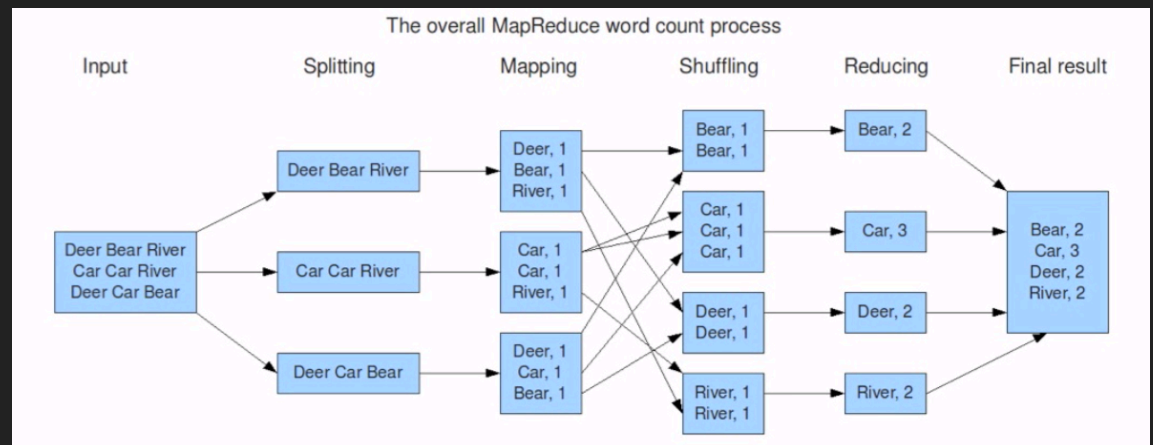 The overall MapReduce word count process
Input
Splitting
Mapping
Shuffling
Reducing
Final result
Deer Bear River
Car Car River
Deer Car Bear
Deer Bear River
Car Car River
Deer Car Bear
Deer, 1
Bear, 1
River, 1
Car, 1
Car, 1
River, 1
Deer, 1
Car, 1
Bear, 1
Bear, 1
Bear, 1
Car, 1
Car, 1
Car, 1
Deer, 1
Deer, 1
River, 1
River, 1
Bear, 2
Car, 3
Deer, 2
River, 2
Bear, 2
Car, 3
Deer, 2
River, 2